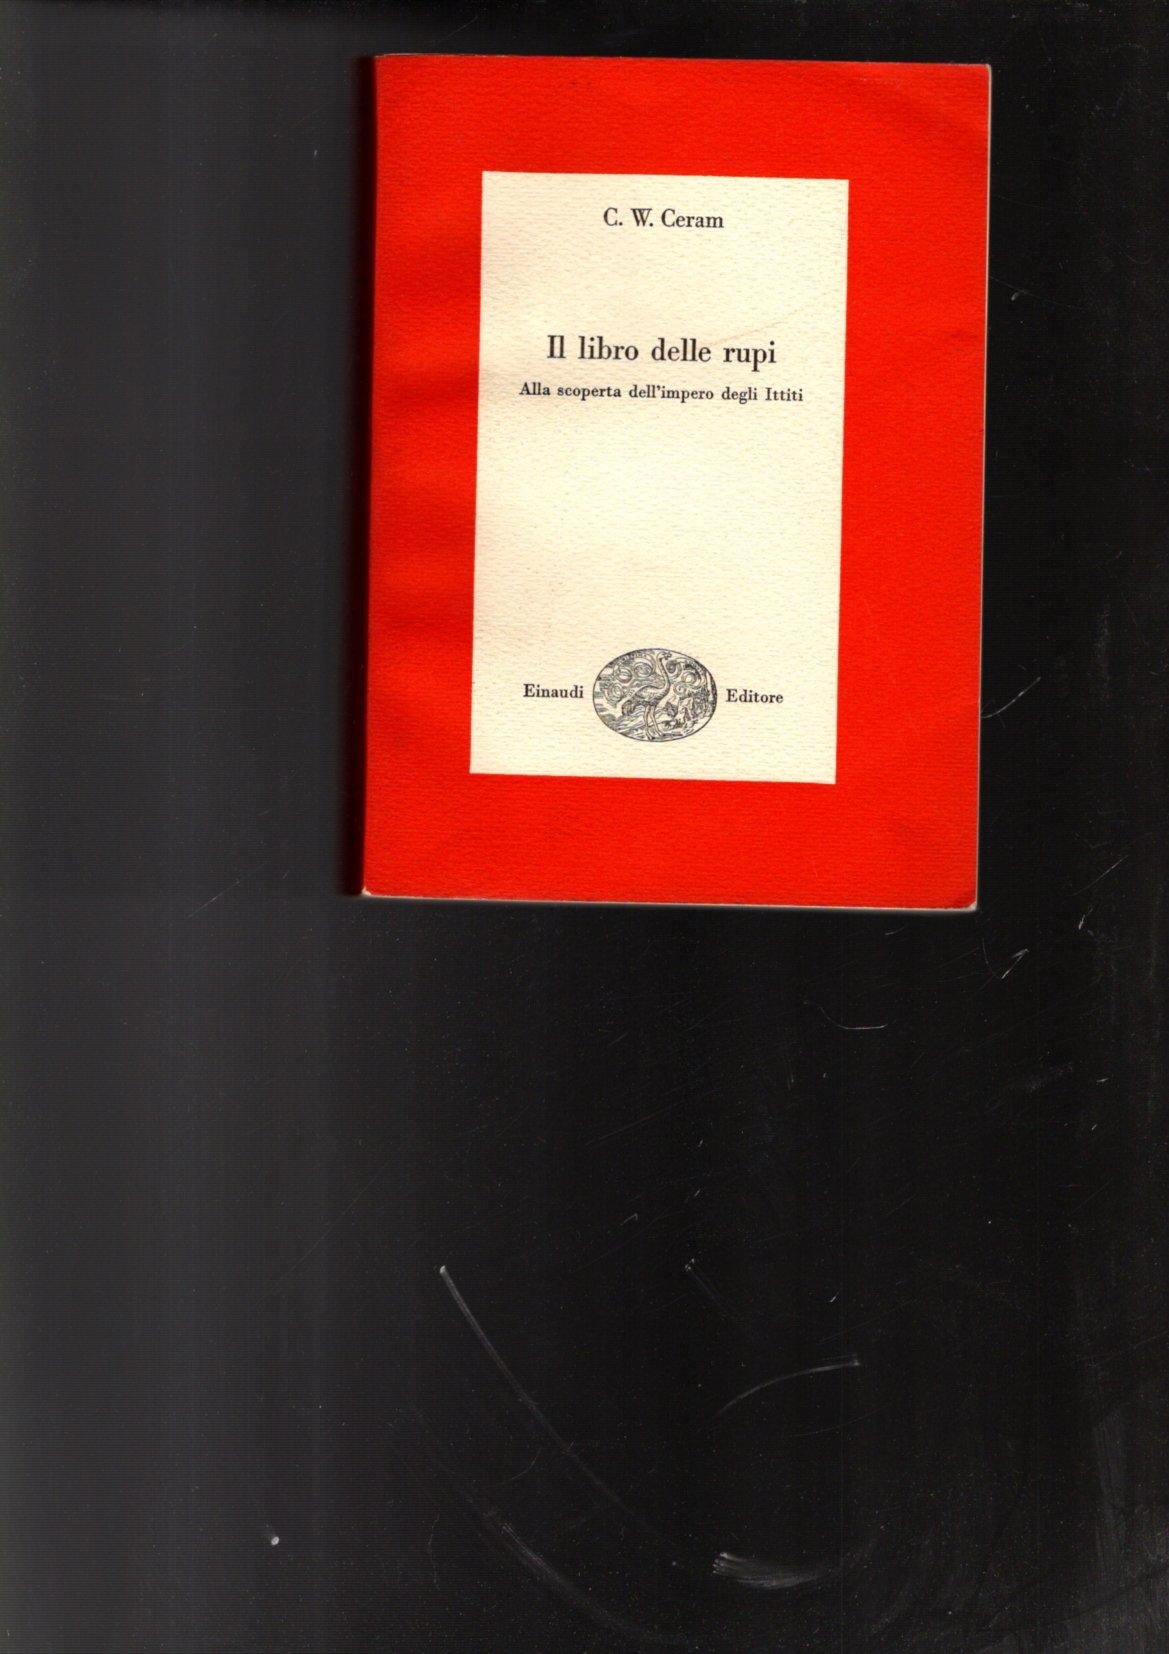 C. W. Ceram
Il libro delle rupi
Alla scoperta dell'impero degli Ittiti
Einaudi Editore